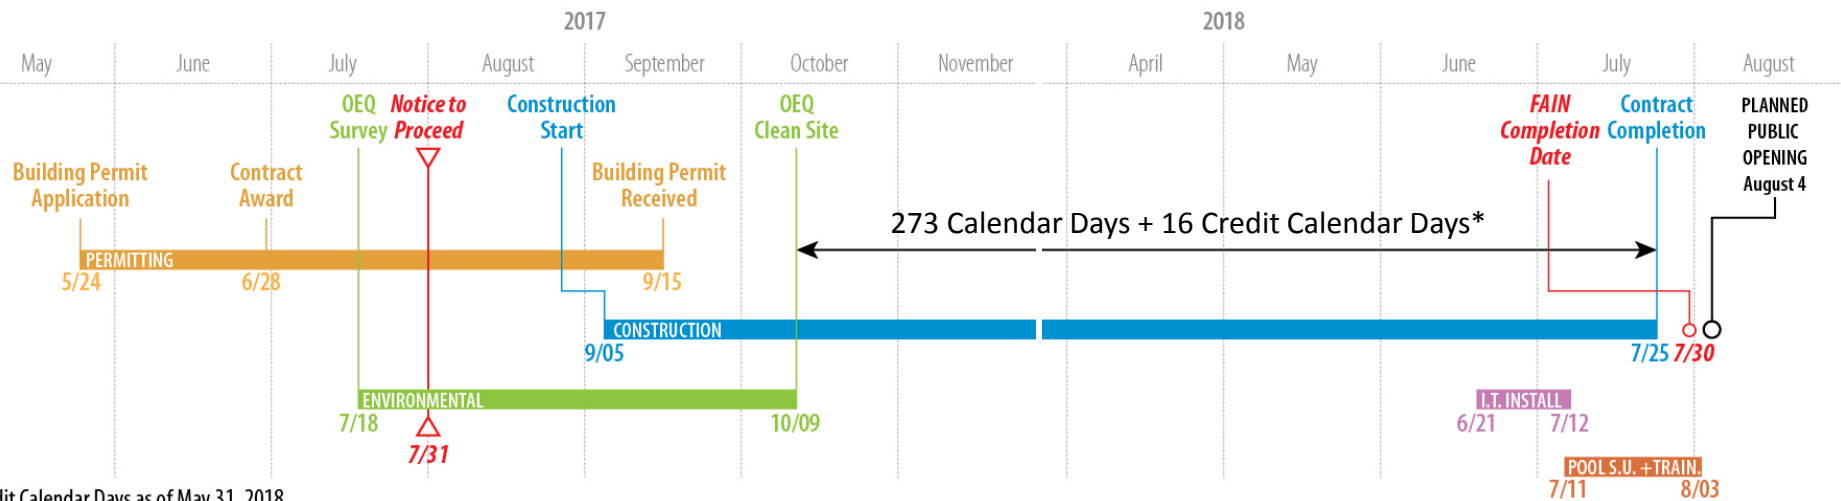 2017
2018
May
June
July
August
September
October
November
April
May
June
July
August
OEQ
Survey
Notice to
Proceed
Construction
Start
OEQ
Clean Site
FAIN
Completion
Date
Contract
Completion
PLANNED
PUBLIC
OPENING
August 4
Building Permit
Application
Contract
Award
Building Permit
Received
273 Calendar Days + 16 Credit Calendar Days*
PERMITTING
5/24
6/28
9/15
CONSTRUCTION
9/05
7/25
7/30
ENVIRONMENTAL
7/18
10/09
7/31
I.T. INSTALL
6/21
7/12
POOL S.U. +TRAIN.
7/11
8/03
Calendar Days as of May 31, 2018